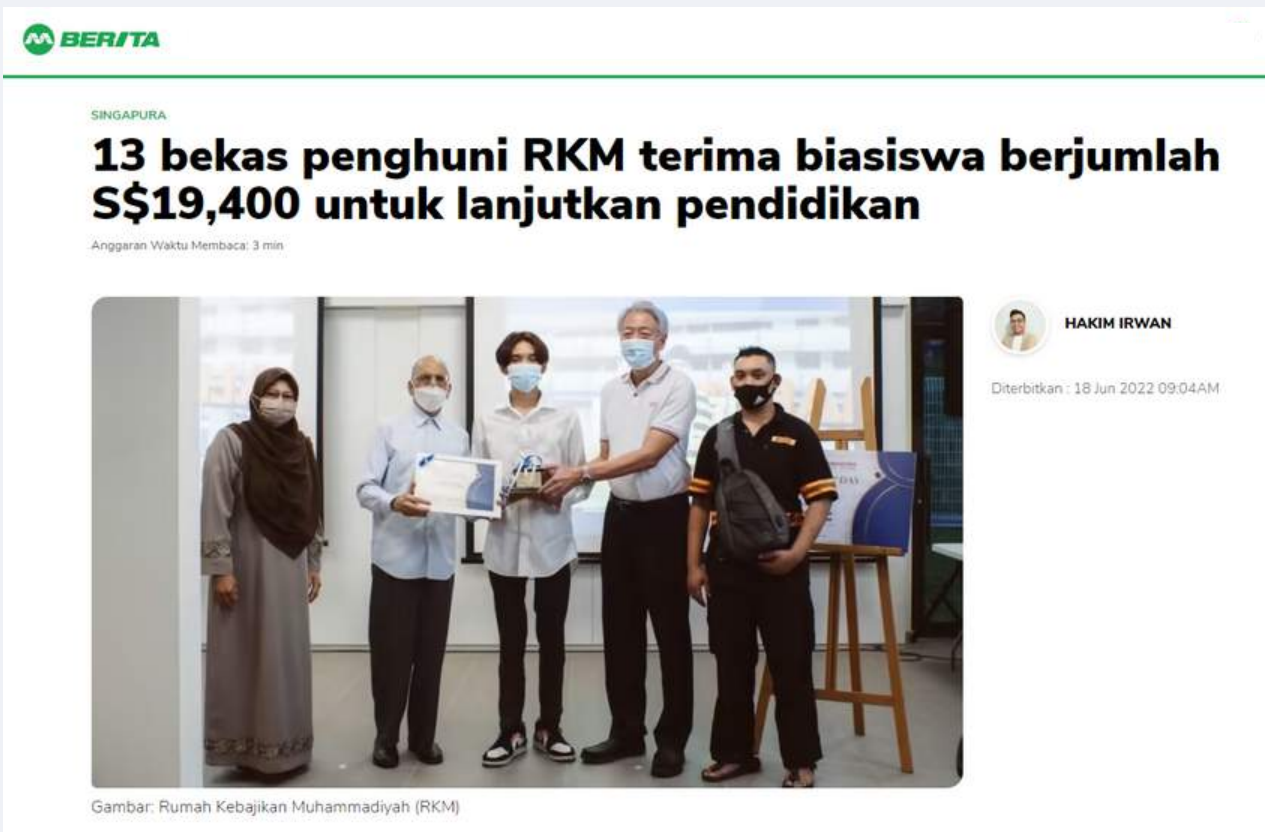 BERITA
SINGAPURA
13 bekas penghuni RKM terima biasiswa berjumlah
S$19,400 untuk lanjutkan pendidikan
Anggaran Waktu Membaca: 3 min
HAKIM IRWAN
Diterbitkan : 18 Jun 2022 09:04AM
DAY
Gambar: Rumah Kebajikan Muhammadiyah (RKM)